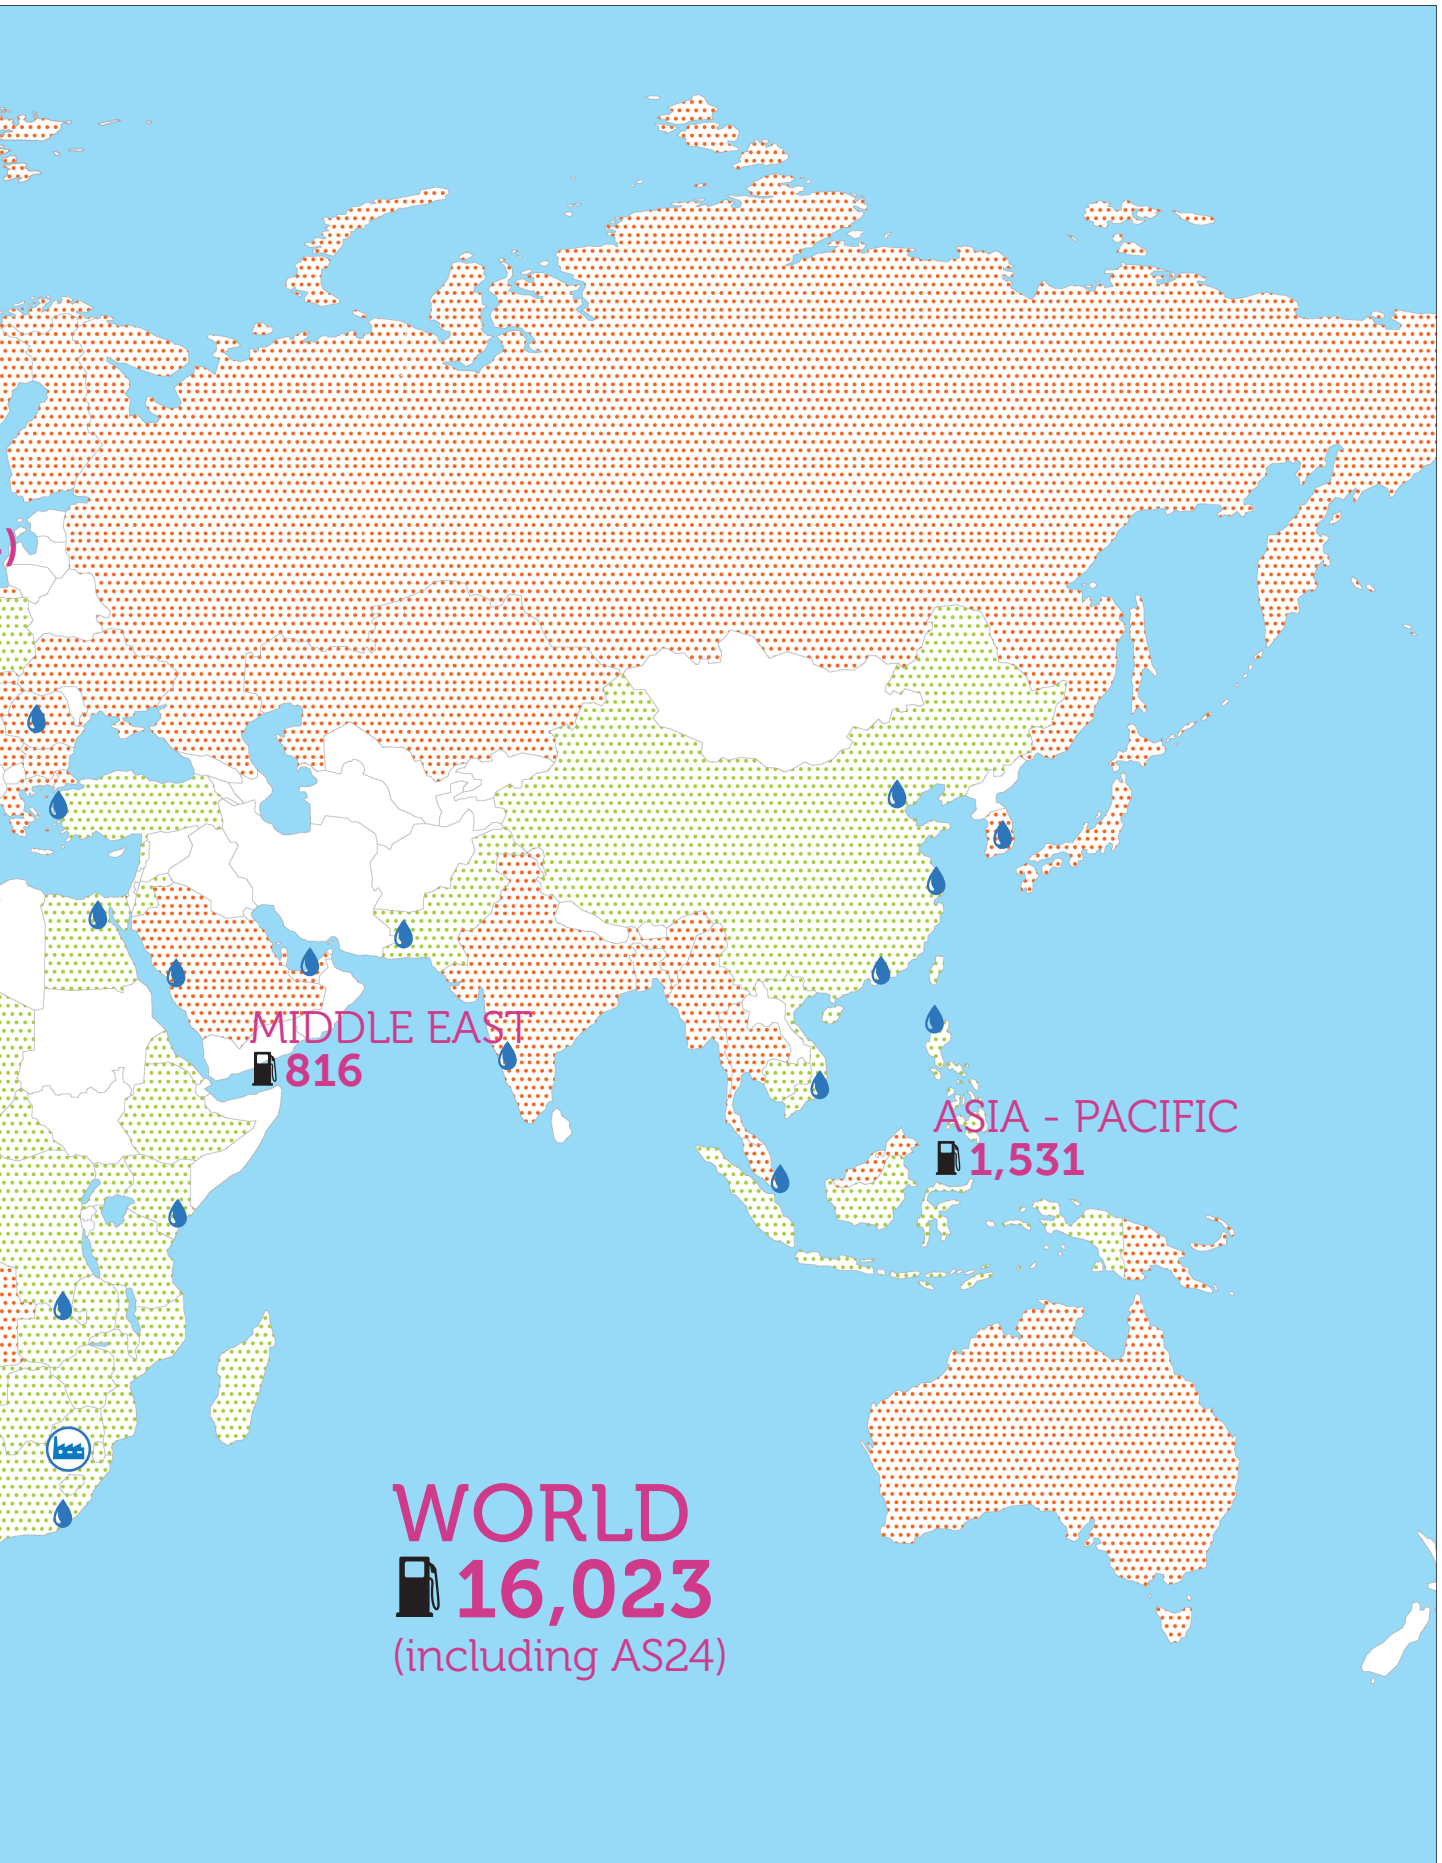 )
MIDDLE EAST
816
ASIA - PACIFIC
1,531
WORLD
16,023
(including AS24)